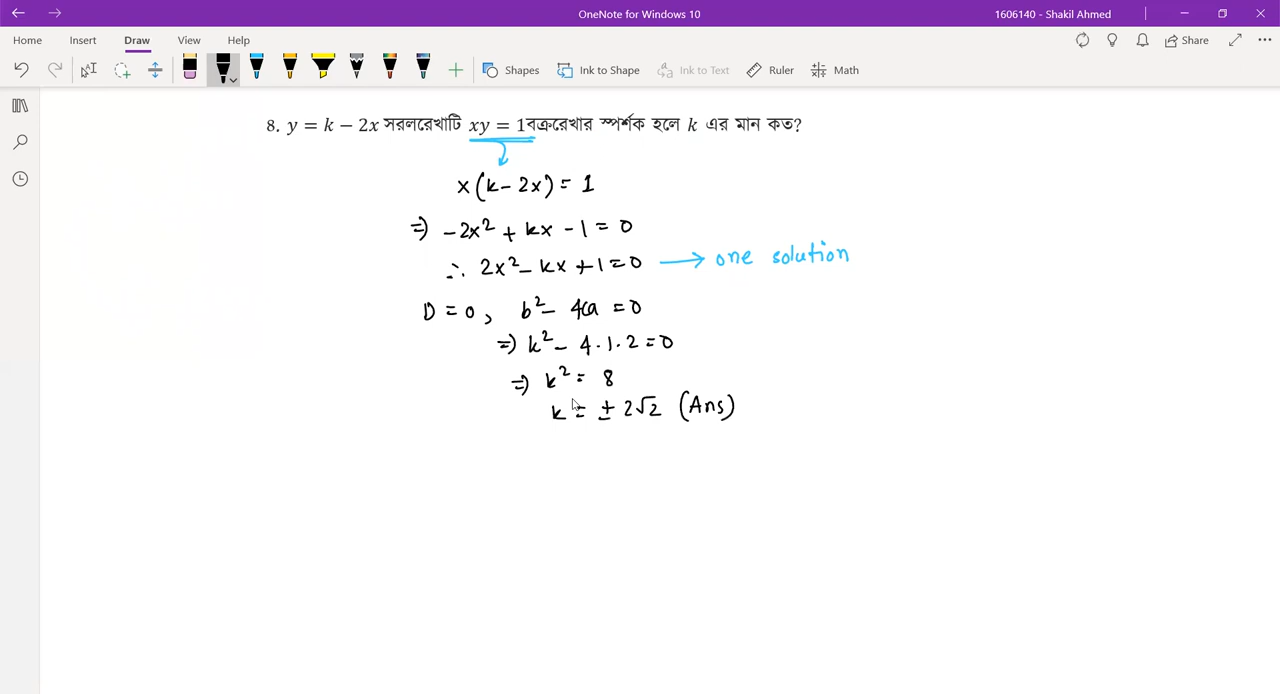 OneNote for Windows 10
1606140 - Shakil Ahmed
Home Insert Draw View Help
Share
Shapes Ink to Shape Ink to Text Ruler Math
8. y = k − 2x সরলরেখাটি xy = 1বক্ররেখার স্পর্শক হলে k এর মান কত?
x(k − 2x) = 1
⇒ −2x² + kx − 1 = 0
∴ 2x² − kx + 1 = 0 → one solution
D = 0, b² − 4ca = 0
⇒ k² − 4·1·2 = 0
⇒ k² = 8
k = ± 2√2 (Ans)